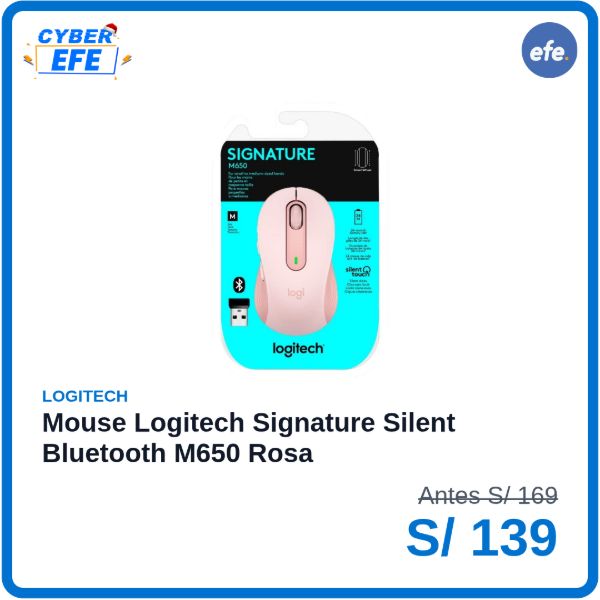 CYBER
EFE
efe.
SIGNATURE
M650
M
silent
touch
logi
logitech
LOGITECH
Mouse Logitech Signature Silent
Bluetooth M650 Rosa
Antes S/ 169
S/ 139